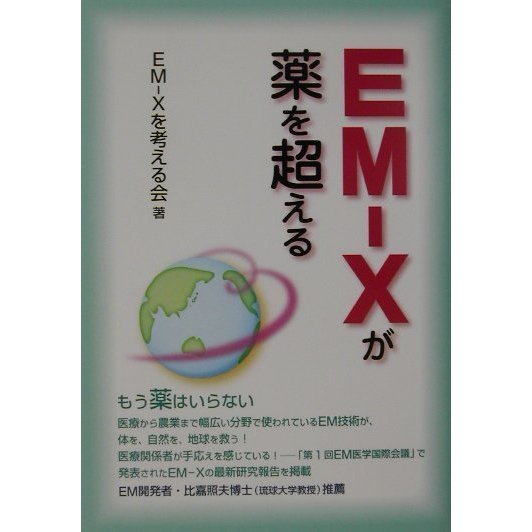 EM-Xが
薬を超える
EM-Xを考える会 著
もう薬はいらない
医療から農業まで幅広い分野で使われているEM技術が、
体を、自然を、地球を救う!
医療関係者が手応えを感じている!──「第1回EM医学国際会議」で
発表されたEM-Xの最新研究報告を掲載
EM開発者・比嘉照夫博士(琉球大学教授)推薦